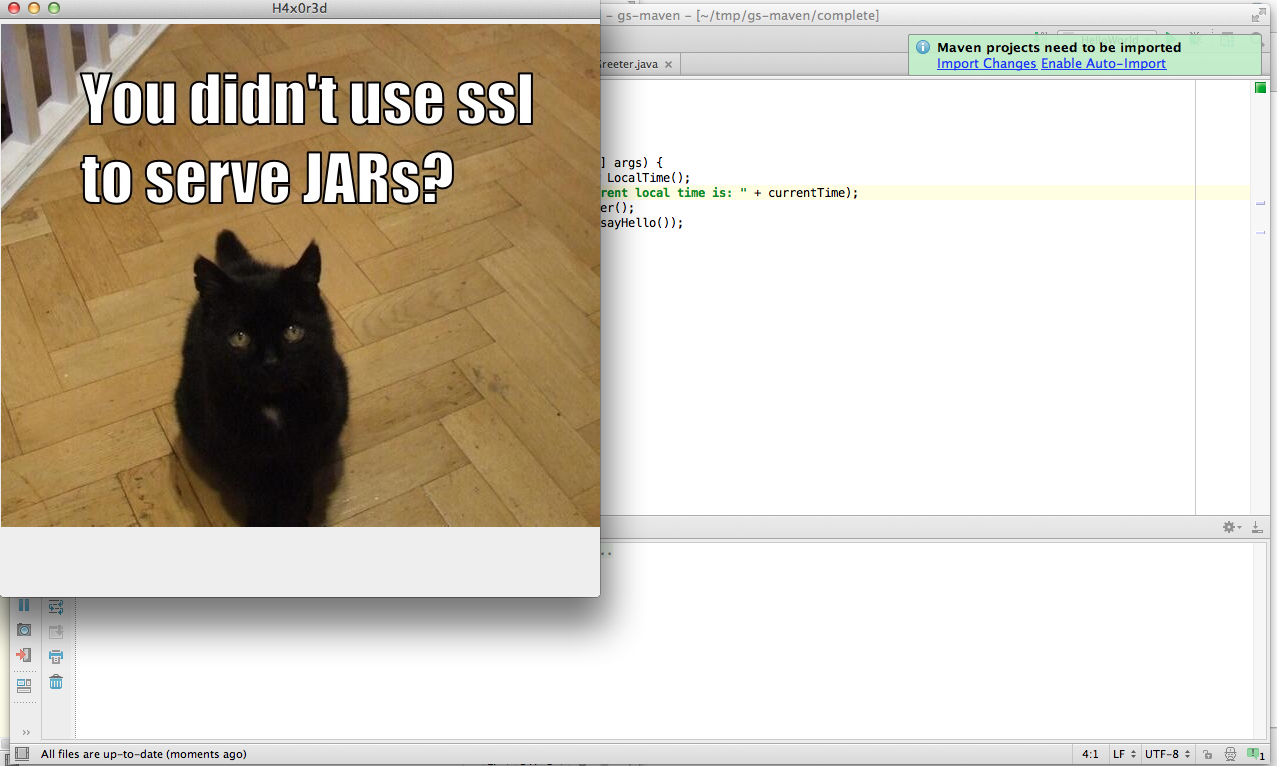 H4x0r3d
You didn't use ssl
to serve JARs?
– gs-maven – [~/tmp/gs-maven/complete]
HelloWorld
Greeter.java
Maven projects need to be imported
Import Changes Enable Auto-Import
] args) {
LocalTime();
rent local time is: " + currentTime);
er();
sayHello());
..
All files are up-to-date (moments ago)
4:1 LF UTF-8 1